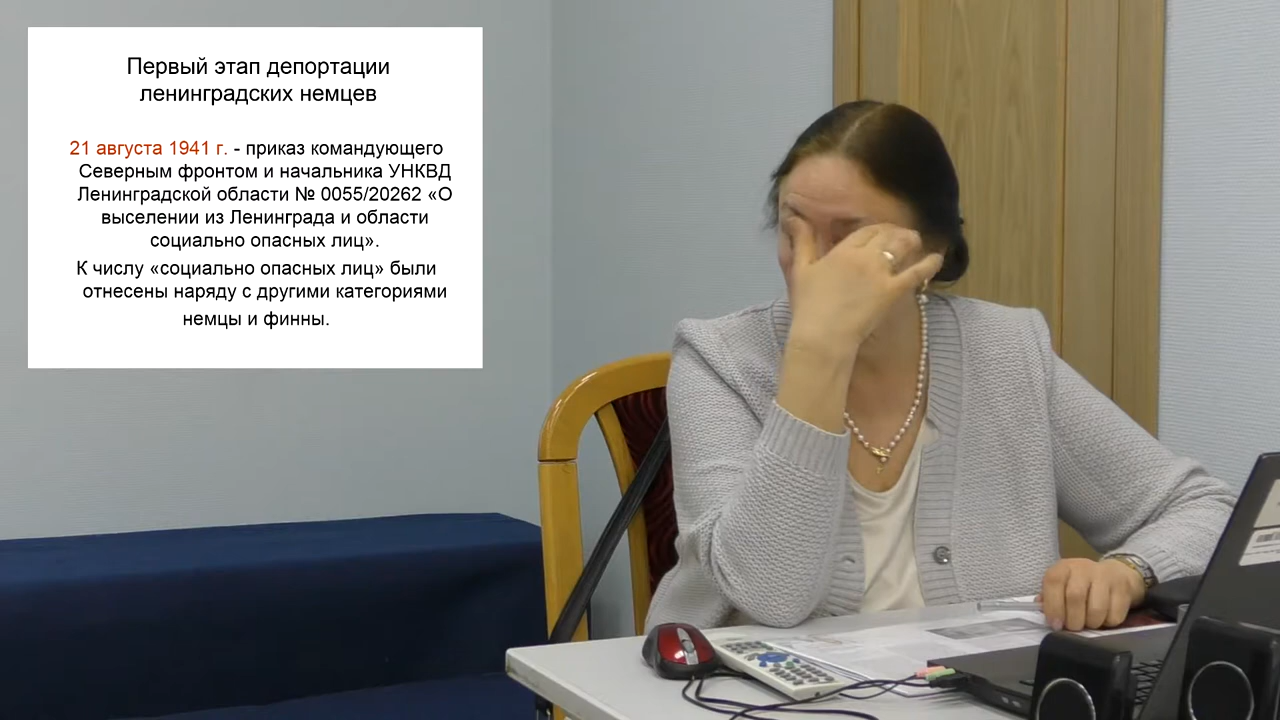 Первый этап депортации
ленинградских немцев
21 августа 1941 г. - приказ командующего
Северным фронтом и начальника УНКВД
Ленинградской области № 0055/20262 «О
выселении из Ленинграда и области
социально опасных лиц».
К числу «социально опасных лиц» были
отнесены наряду с другими категориями
немцы и финны.